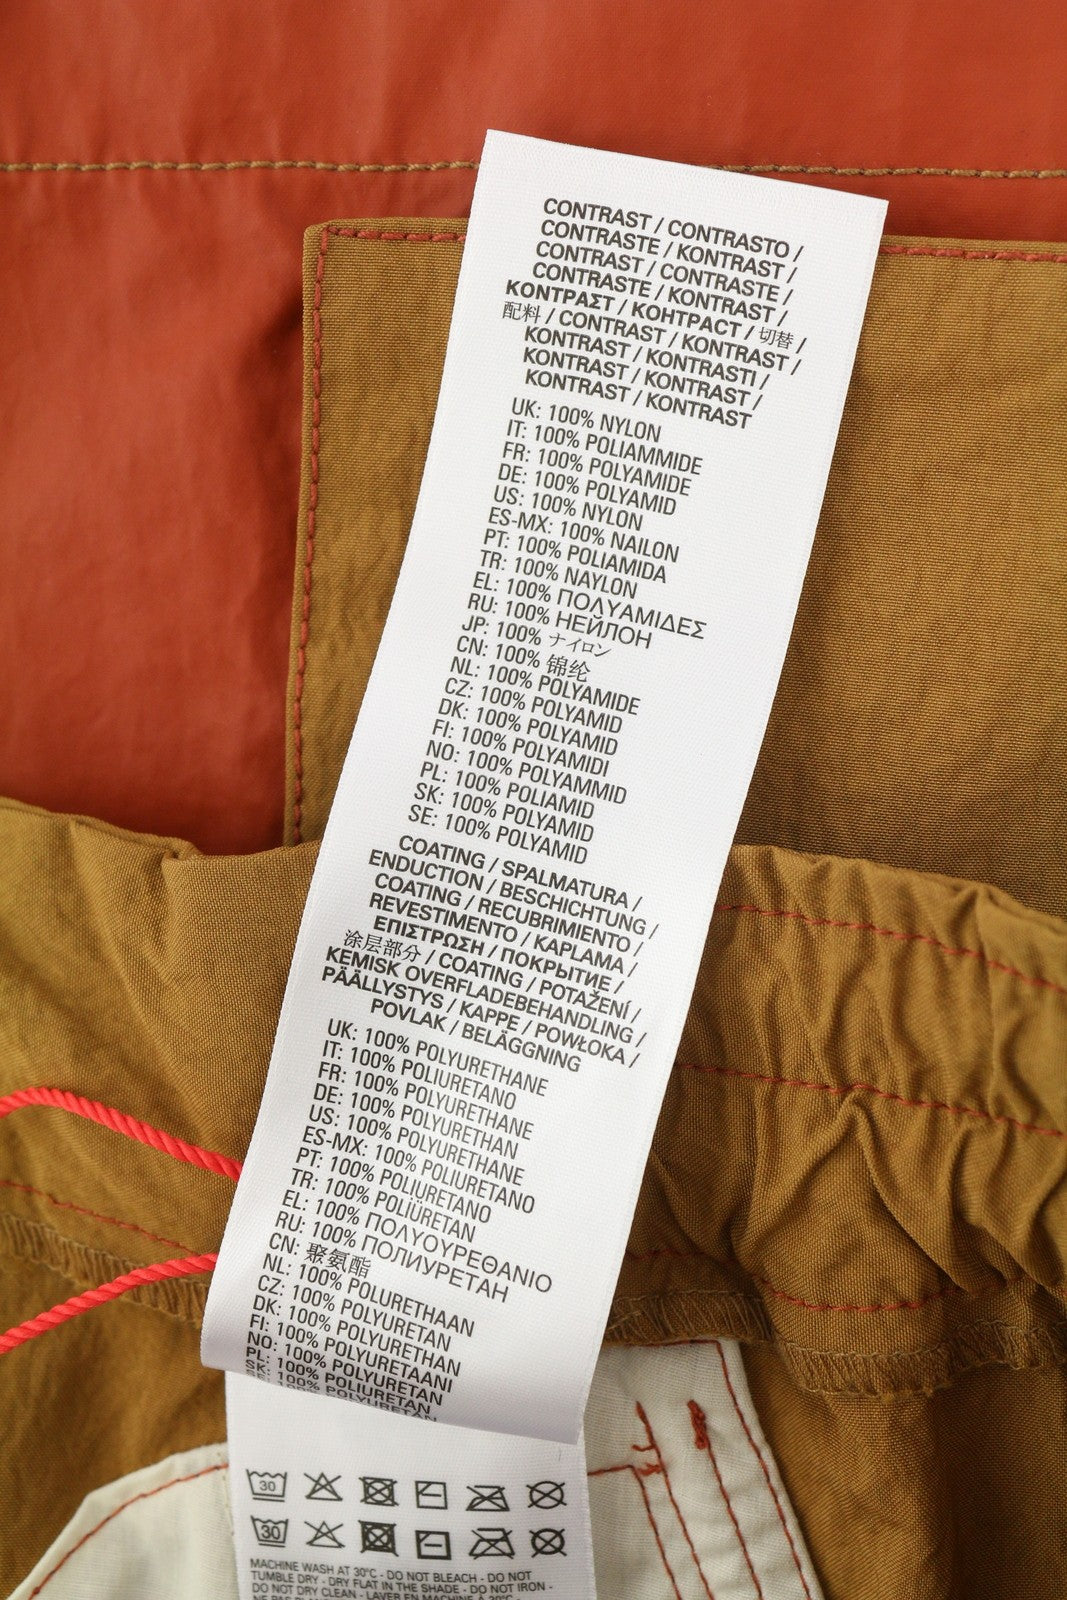 CONTRAST / CONTRASTO /
CONTRASTE / KONTRAST /
CONTRAST / CONTRASTE /
CONTRASTE / KONTRAST /
ΚΟΝΤΡΑΣΤ / КОНТРАСТ / 切替 /
配料 / CONTRAST / KONTRAST /
KONTRAST / KONTRASTI /
KONTRAST / KONTRAST /
KONTRAST / KONTRAST
UK: 100% NYLON
IT: 100% POLIAMMIDE
FR: 100% POLYAMIDE
DE: 100% POLYAMID
US: 100% NYLON
ES-MX: 100% NAILON
PT: 100% POLIAMIDA
TR: 100% NAYLON
EL: 100% ΠΟΛΥΑΜΙΔΕΣ
RU: 100% НЕЙЛОН
JP: 100% ナイロン
CN: 100% 锦纶
NL: 100% POLYAMIDE
CZ: 100% POLYAMID
DK: 100% POLYAMID
FI: 100% POLYAMIDI
NO: 100% POLYAMMID
PL: 100% POLIAMID
SK: 100% POLYAMID
SE: 100% POLYAMID
COATING / SPALMATURA /
ENDUCTION / BESCHICHTUNG /
COATING / RECUBRIMIENTO /
REVESTIMENTO / KAPLAMA /
ΕΠΙΣΤΡΩΣΗ / ПОКРЫТИЕ /
涂层部分 / COATING / POTAŽENÍ /
KEMISK OVERFLADEBEHANDLING /
PÄÄLLYSTYS / KAPPE / POWŁOKA /
POVLAK / BELÄGGNING
UK: 100% POLYURETHANE
IT: 100% POLIURETANO
FR: 100% POLYURETHANE
DE: 100% POLYURETHAN
US: 100% POLYURETHANE
ES-MX: 100% POLIURETANO
PT: 100% POLIURETANO
TR: 100% POLIÜRETAN
EL: 100% ΠΟΛΥΟΥΡΕΘΑΝΙΟ
RU: 100% ПОЛИУРЕТАН
CN: 聚氨酯
NL: 100% POLURETHAAN
CZ: 100% POLYURETAN
DK: 100% POLYURETHAN
FI: 100% POLYURETAANI
NO: 100% POLYURETAN
PL: 100% POLIURETAN
SK: 100% POLYURETAN
30
30
MACHINE WASH AT 30°C - DO NOT BLEACH - DO NOT
TUMBLE DRY - DRY FLAT IN THE SHADE - DO NOT IRON -
DO NOT DRY CLEAN - LAVER EN MACHINE A 30°C -